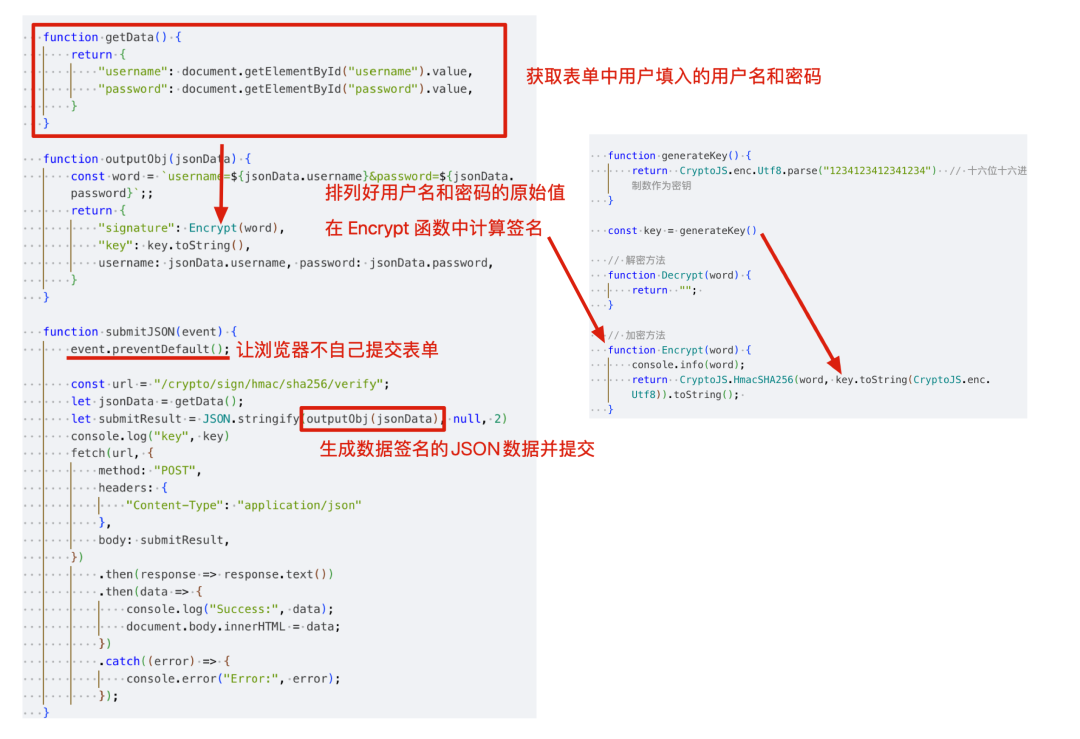 function getData() {
return {
"username": document.getElementById("username").value,
"password": document.getElementById("password").value,
}
}
获取表单中用户填入的用户名和密码
function outputObj(jsonData) {
const word = `username=${jsonData.username}&password=${jsonData.
password}`;;
return {
"signature": Encrypt(word),
"key": key.toString(),
username: jsonData.username, password: jsonData.password,
}
}
排列好用户名和密码的原始值
在 Encrypt 函数中计算签名
function submitJSON(event) {
event.preventDefault();
让浏览器不自己提交表单
const url = "/crypto/sign/hmac/sha256/verify";
let jsonData = getData();
let submitResult = JSON.stringify(outputObj(jsonData), null, 2)
console.log("key", key)
生成数据签名的JSON数据并提交
fetch(url, {
method: "POST",
headers: {
"Content-Type": "application/json"
},
body: submitResult,
})
.then(response => response.text())
.then(data => {
console.log("Success:", data);
document.body.innerHTML = data;
})
.catch((error) => {
console.error("Error:", error);
});
}
function generateKey() {
return CryptoJS.enc.Utf8.parse("1234123412341234") // 十六位十六进
制数作为密钥
}
const key = generateKey()
// 解密方法
function Decrypt(word) {
return "";
}
// 加密方法
function Encrypt(word) {
console.info(word);
return CryptoJS.HmacSHA256(word, key.toString(CryptoJS.enc.
Utf8)).toString();
}